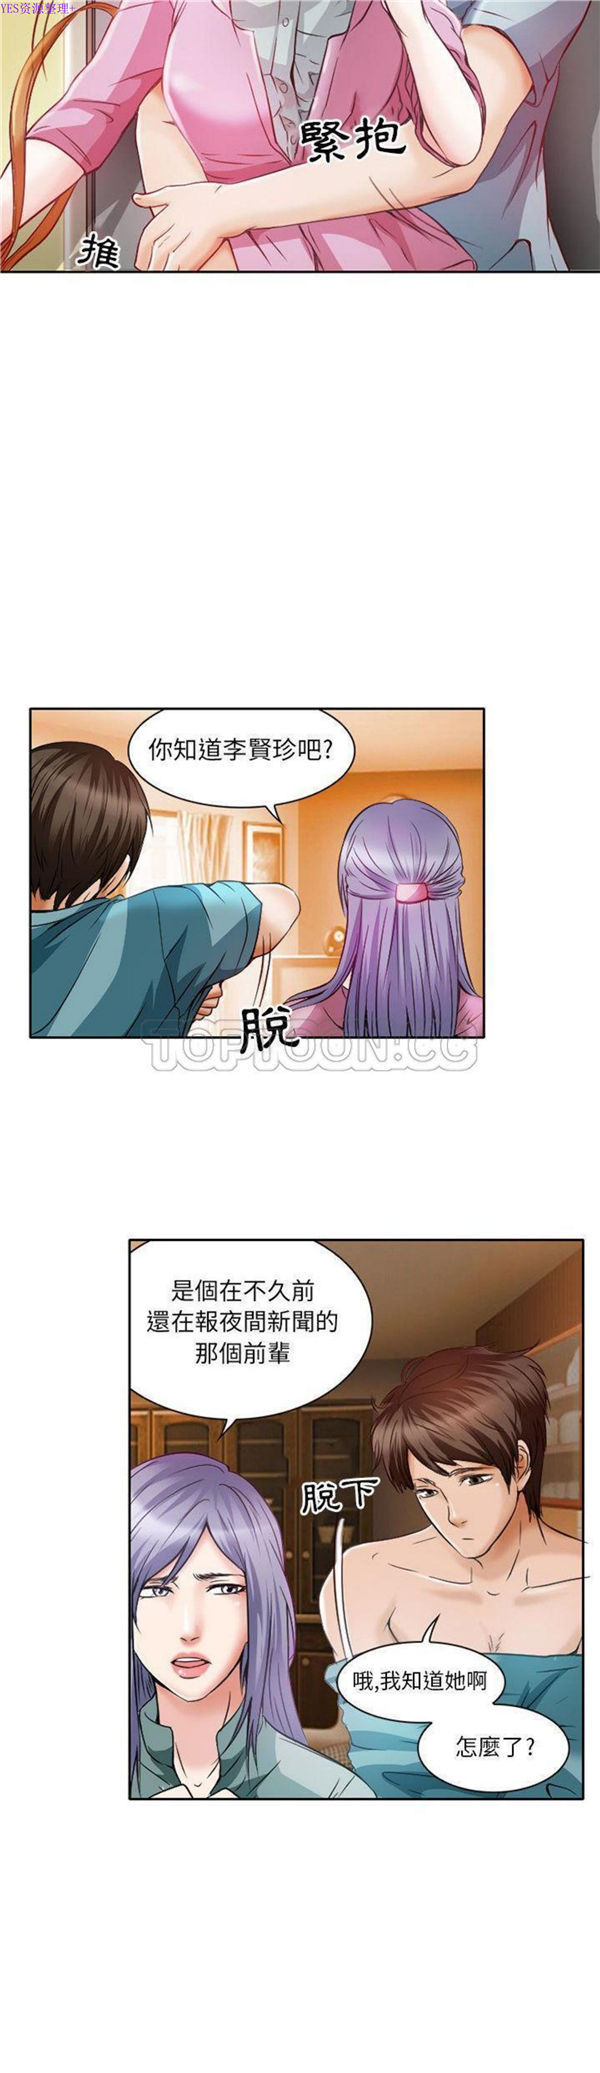 YES资源整理+
緊抱
推
你知道李賢珍吧?
脫
TOPTOON.CC
是個在不久前
還在報夜間新聞的
那個前輩
脫下
哦,我知道她啊
怎麼了?